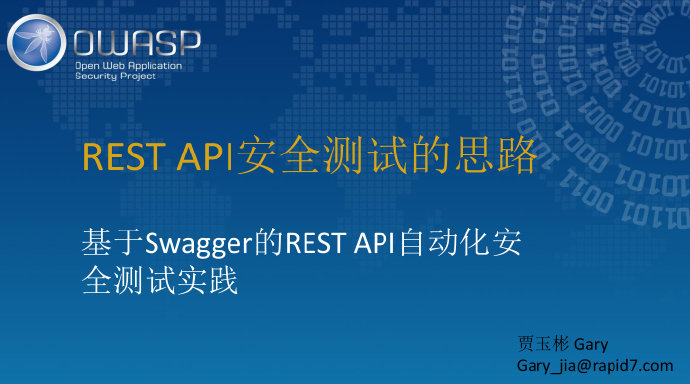 OWASP
Open Web Application
Security Project
REST API安全测试的思路
基于Swagger的REST API自动化安
全测试实践
贾玉彬 Gary
Gary_jia@rapid7.com